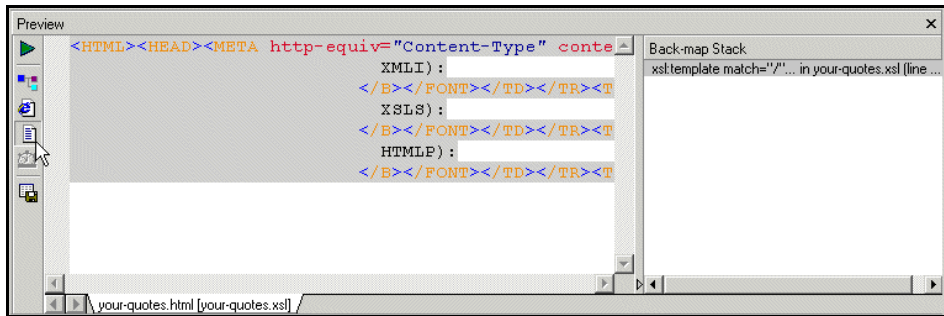 Preview
<HTML><HEAD><META http-equiv="Content-Type" conte
XMLI):
</B></FONT></TD></TR><T
XSLS):
</B></FONT></TD></TR><T
HTMLP):
</B></FONT></TD></TR><T
Back-map Stack
xsl:template match="/"... in your-quotes.xsl (line ...
your-quotes.html [your-quotes.xsl]